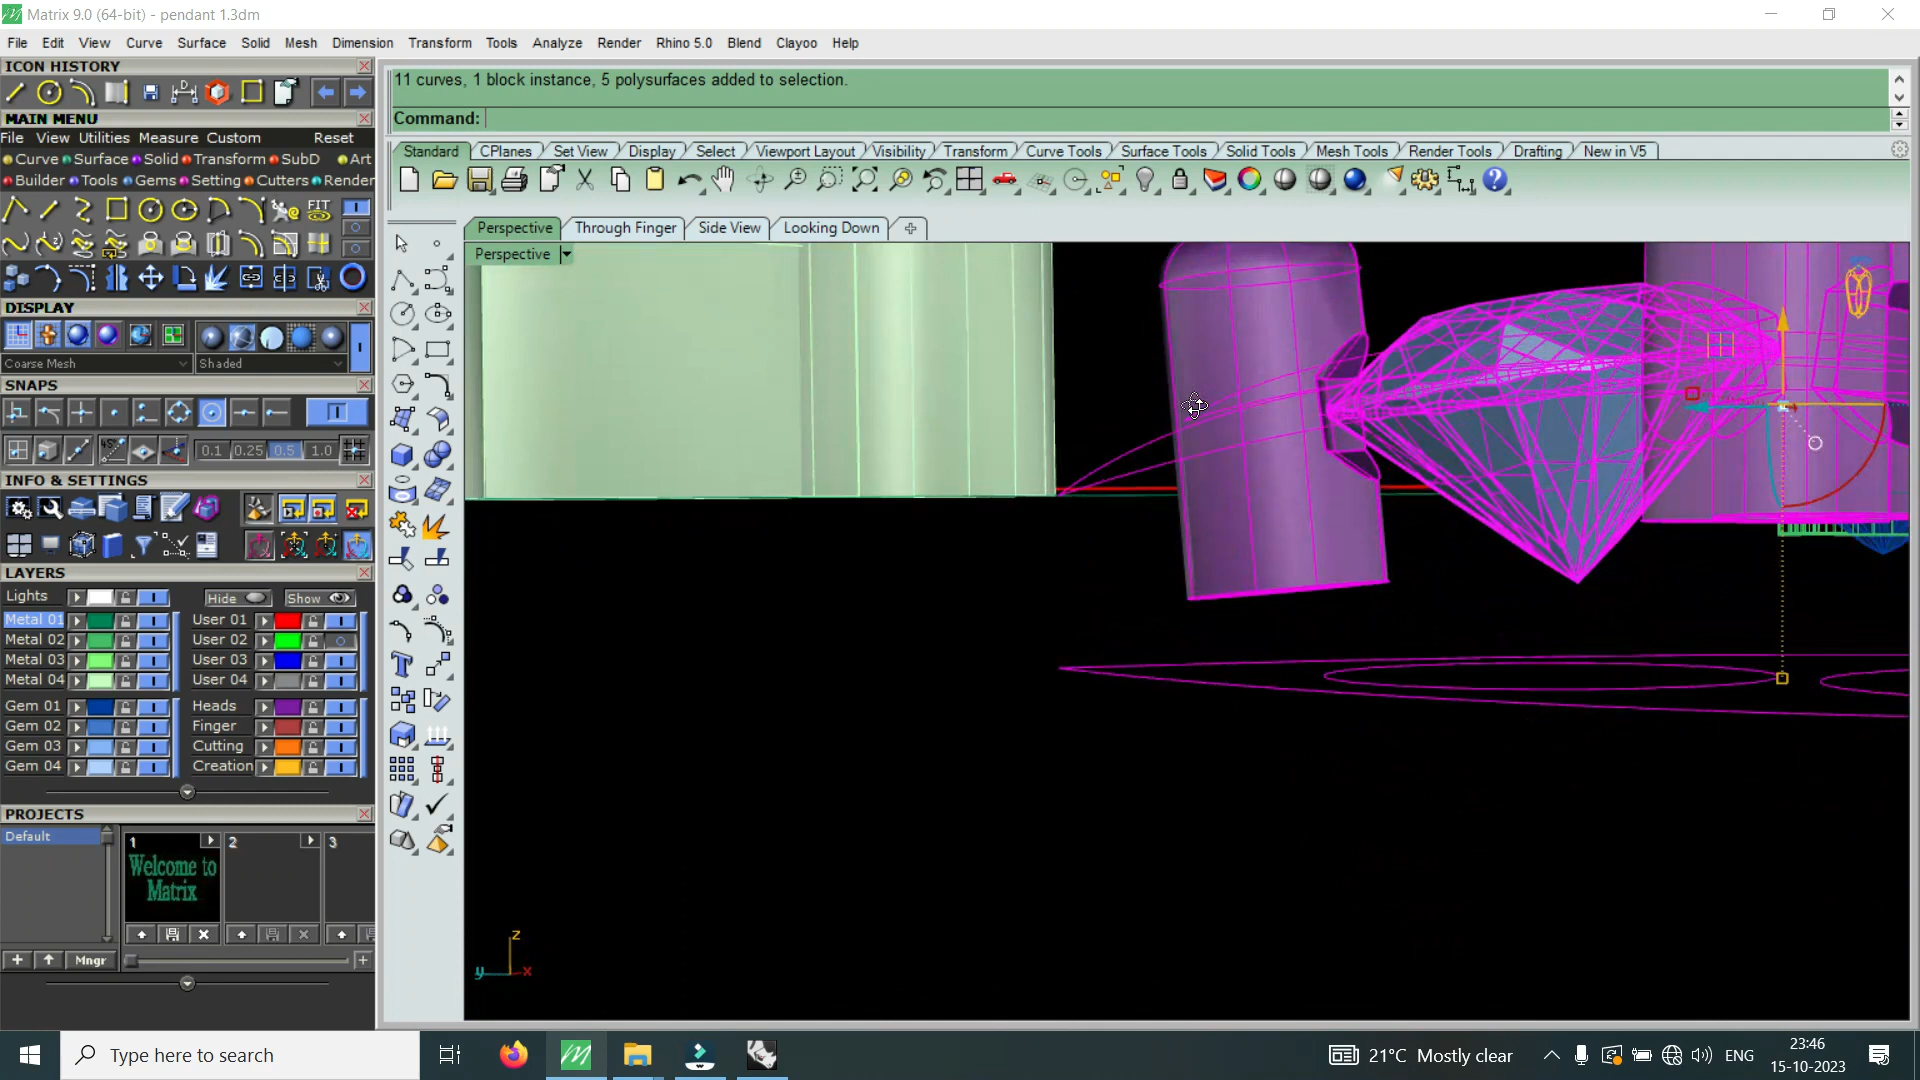 Matrix 9.0 (64-bit) - pendant 1.3dm
File Edit View Curve Surface Solid Mesh Dimension Transform Tools Analyze Render Rhino 5.0 Blend Clayoo Help
ICON HISTORY
11 curves, 1 block instance, 5 polysurfaces added to selection.
Command:
MAIN MENU
File View Utilities Measure Custom Reset
Curve Surface Solid Transform SubD Art
Builder Tools Gems Setting Cutters Render
Standard CPlanes Set View Display Select Viewport Layout Visibility Transform Curve Tools Surface Tools Solid Tools Mesh Tools Render Tools Drafting New in V5
FIT
Perspective Through Finger Side View Looking Down
Perspective
DISPLAY
Coarse Mesh Shaded
SNAPS
0.1 0.25 0.5 1.0
INFO & SETTINGS
LAYERS
Lights Hide Show
Metal 01 User 01
Metal 02 User 02
Metal 03 User 03
Metal 04 User 04
Gem 01 Heads
Gem 02 Finger
Gem 03 Cutting
Gem 04 Creation
PROJECTS
Default
1 2 3
Welcome to
Matrix
Mngr
z
y x
Type here to search
21°C Mostly clear
ENG
23:46
15-10-2023